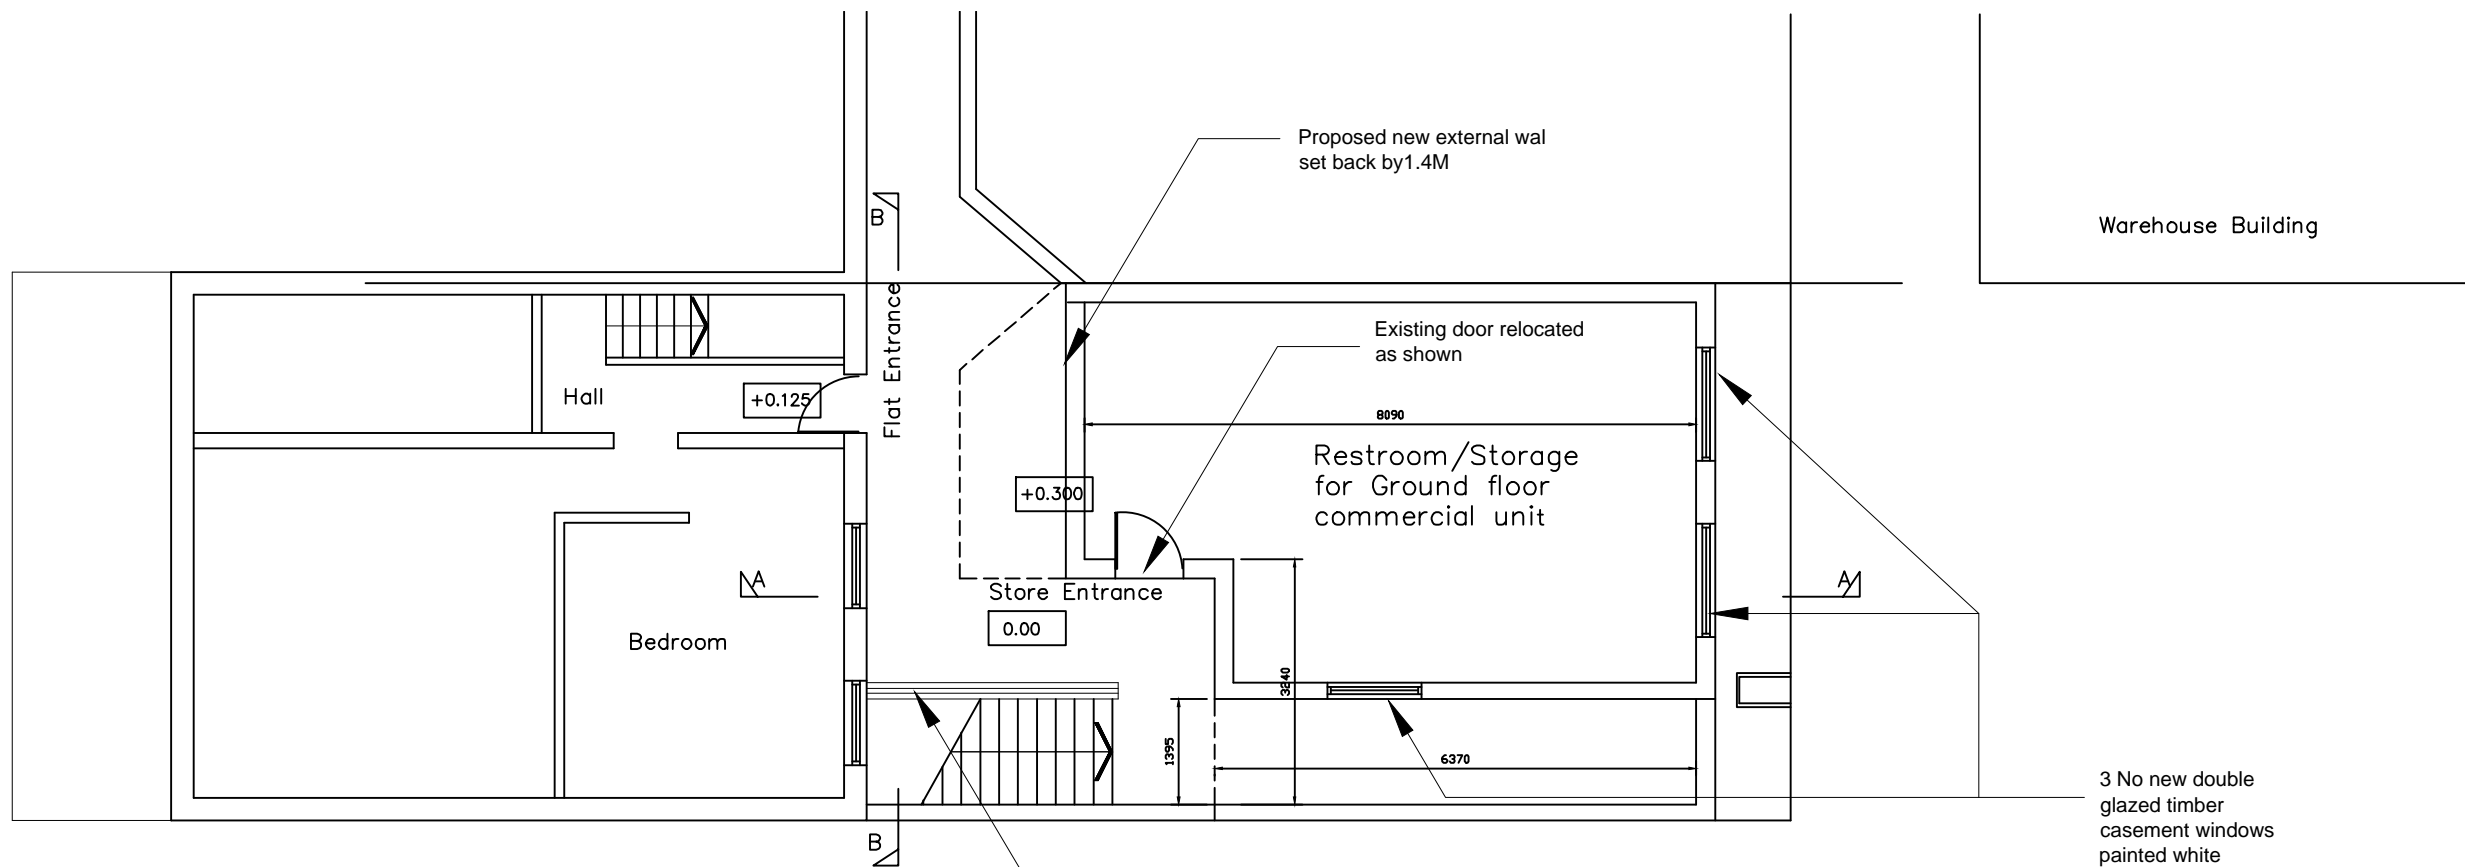 Proposed new external wal
set back by1.4M
B
Warehouse Building
Flat Entrance
Existing door relocated
as shown
Hall
+0.125
8090
Restroom/Storage
for Ground floor
commercial unit
+0.300
A
A
Store Entrance
0.00
Bedroom
3240
1395
6370
3 No new double
glazed timber
casement windows
painted white
B